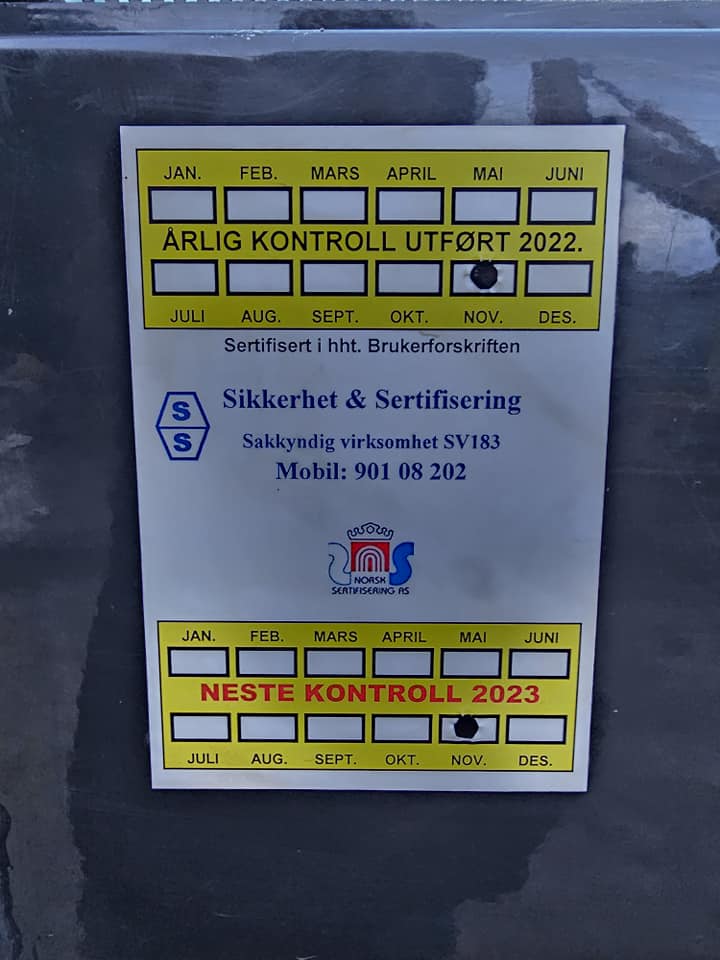 JAN. FEB. MARS APRIL MAI JUNI
ÅRLIG KONTROLL UTFØRT 2022.
JULI AUG. SEPT. OKT. NOV. DES.
Sertifisert i hht. Brukerforskriften
S
S
Sikkerhet & Sertifisering
Sakkyndig virksomhet SV183
Mobil: 901 08 202
NORSK
SERTIFISERING AS
JAN. FEB. MARS APRIL MAI JUNI
NESTE KONTROLL 2023
JULI AUG. SEPT. OKT. NOV. DES.